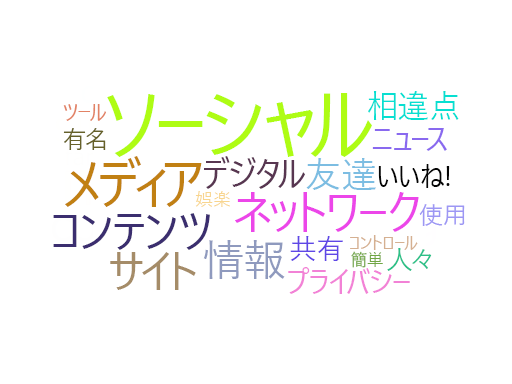 ソーシャル
相違点
ツール
有名
ニュース
メディア
デジタル
友達
いいね!
娯楽
ネットワーク
使用
コンテンツ
サイト
情報
共有
コントロール
簡単
人々
プライバシー